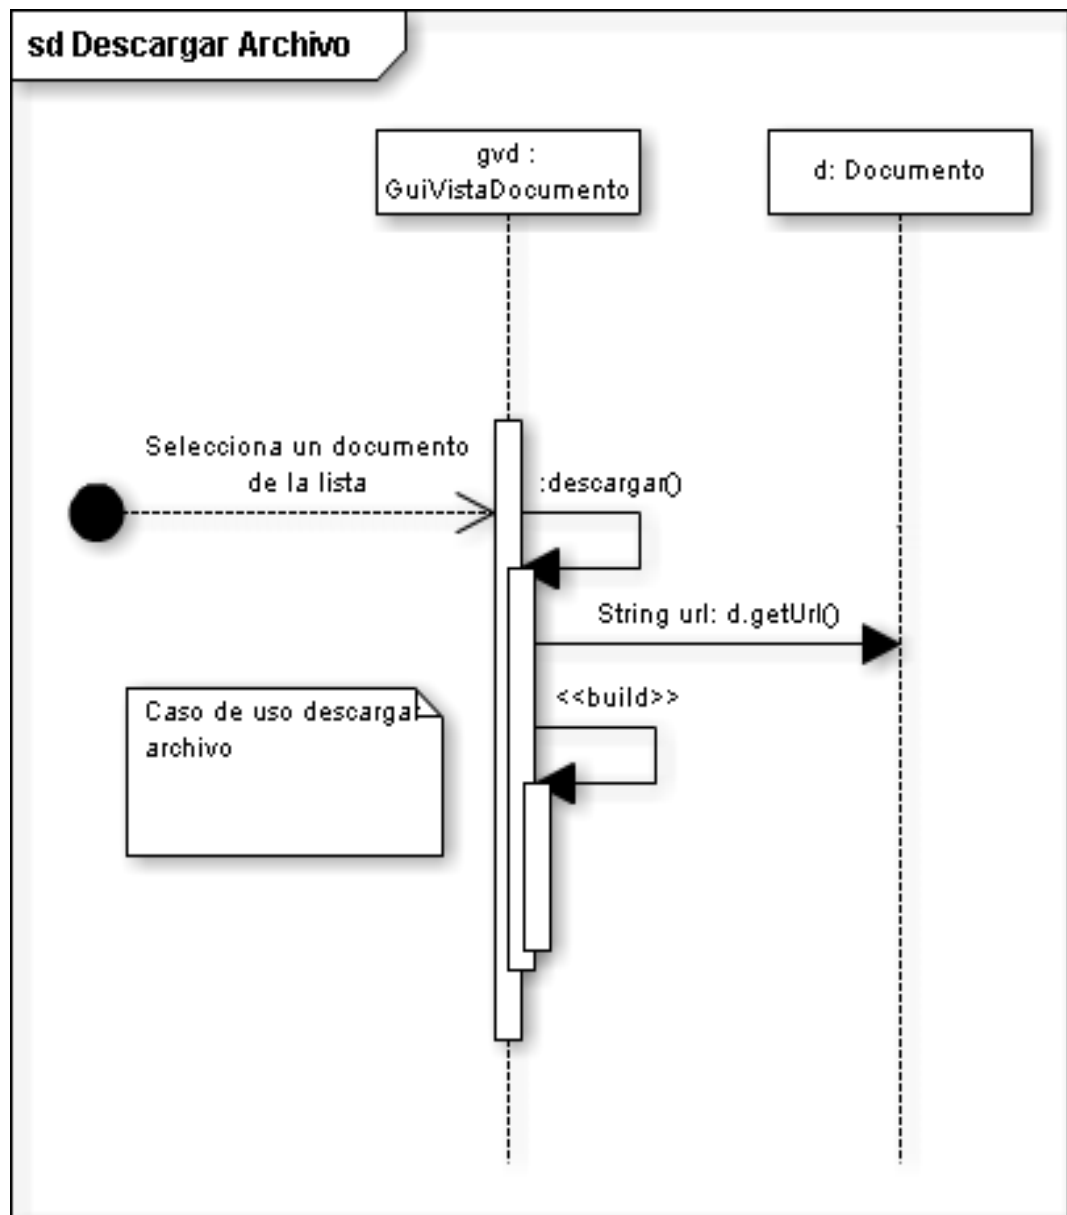 sd Descargar Archivo
gvd :
GuiVistaDocumento
d: Documento
Selecciona un documento
de la lista
:descargar()
String url: d.getUrl()
<<build>>
Caso de uso descargar
archivo